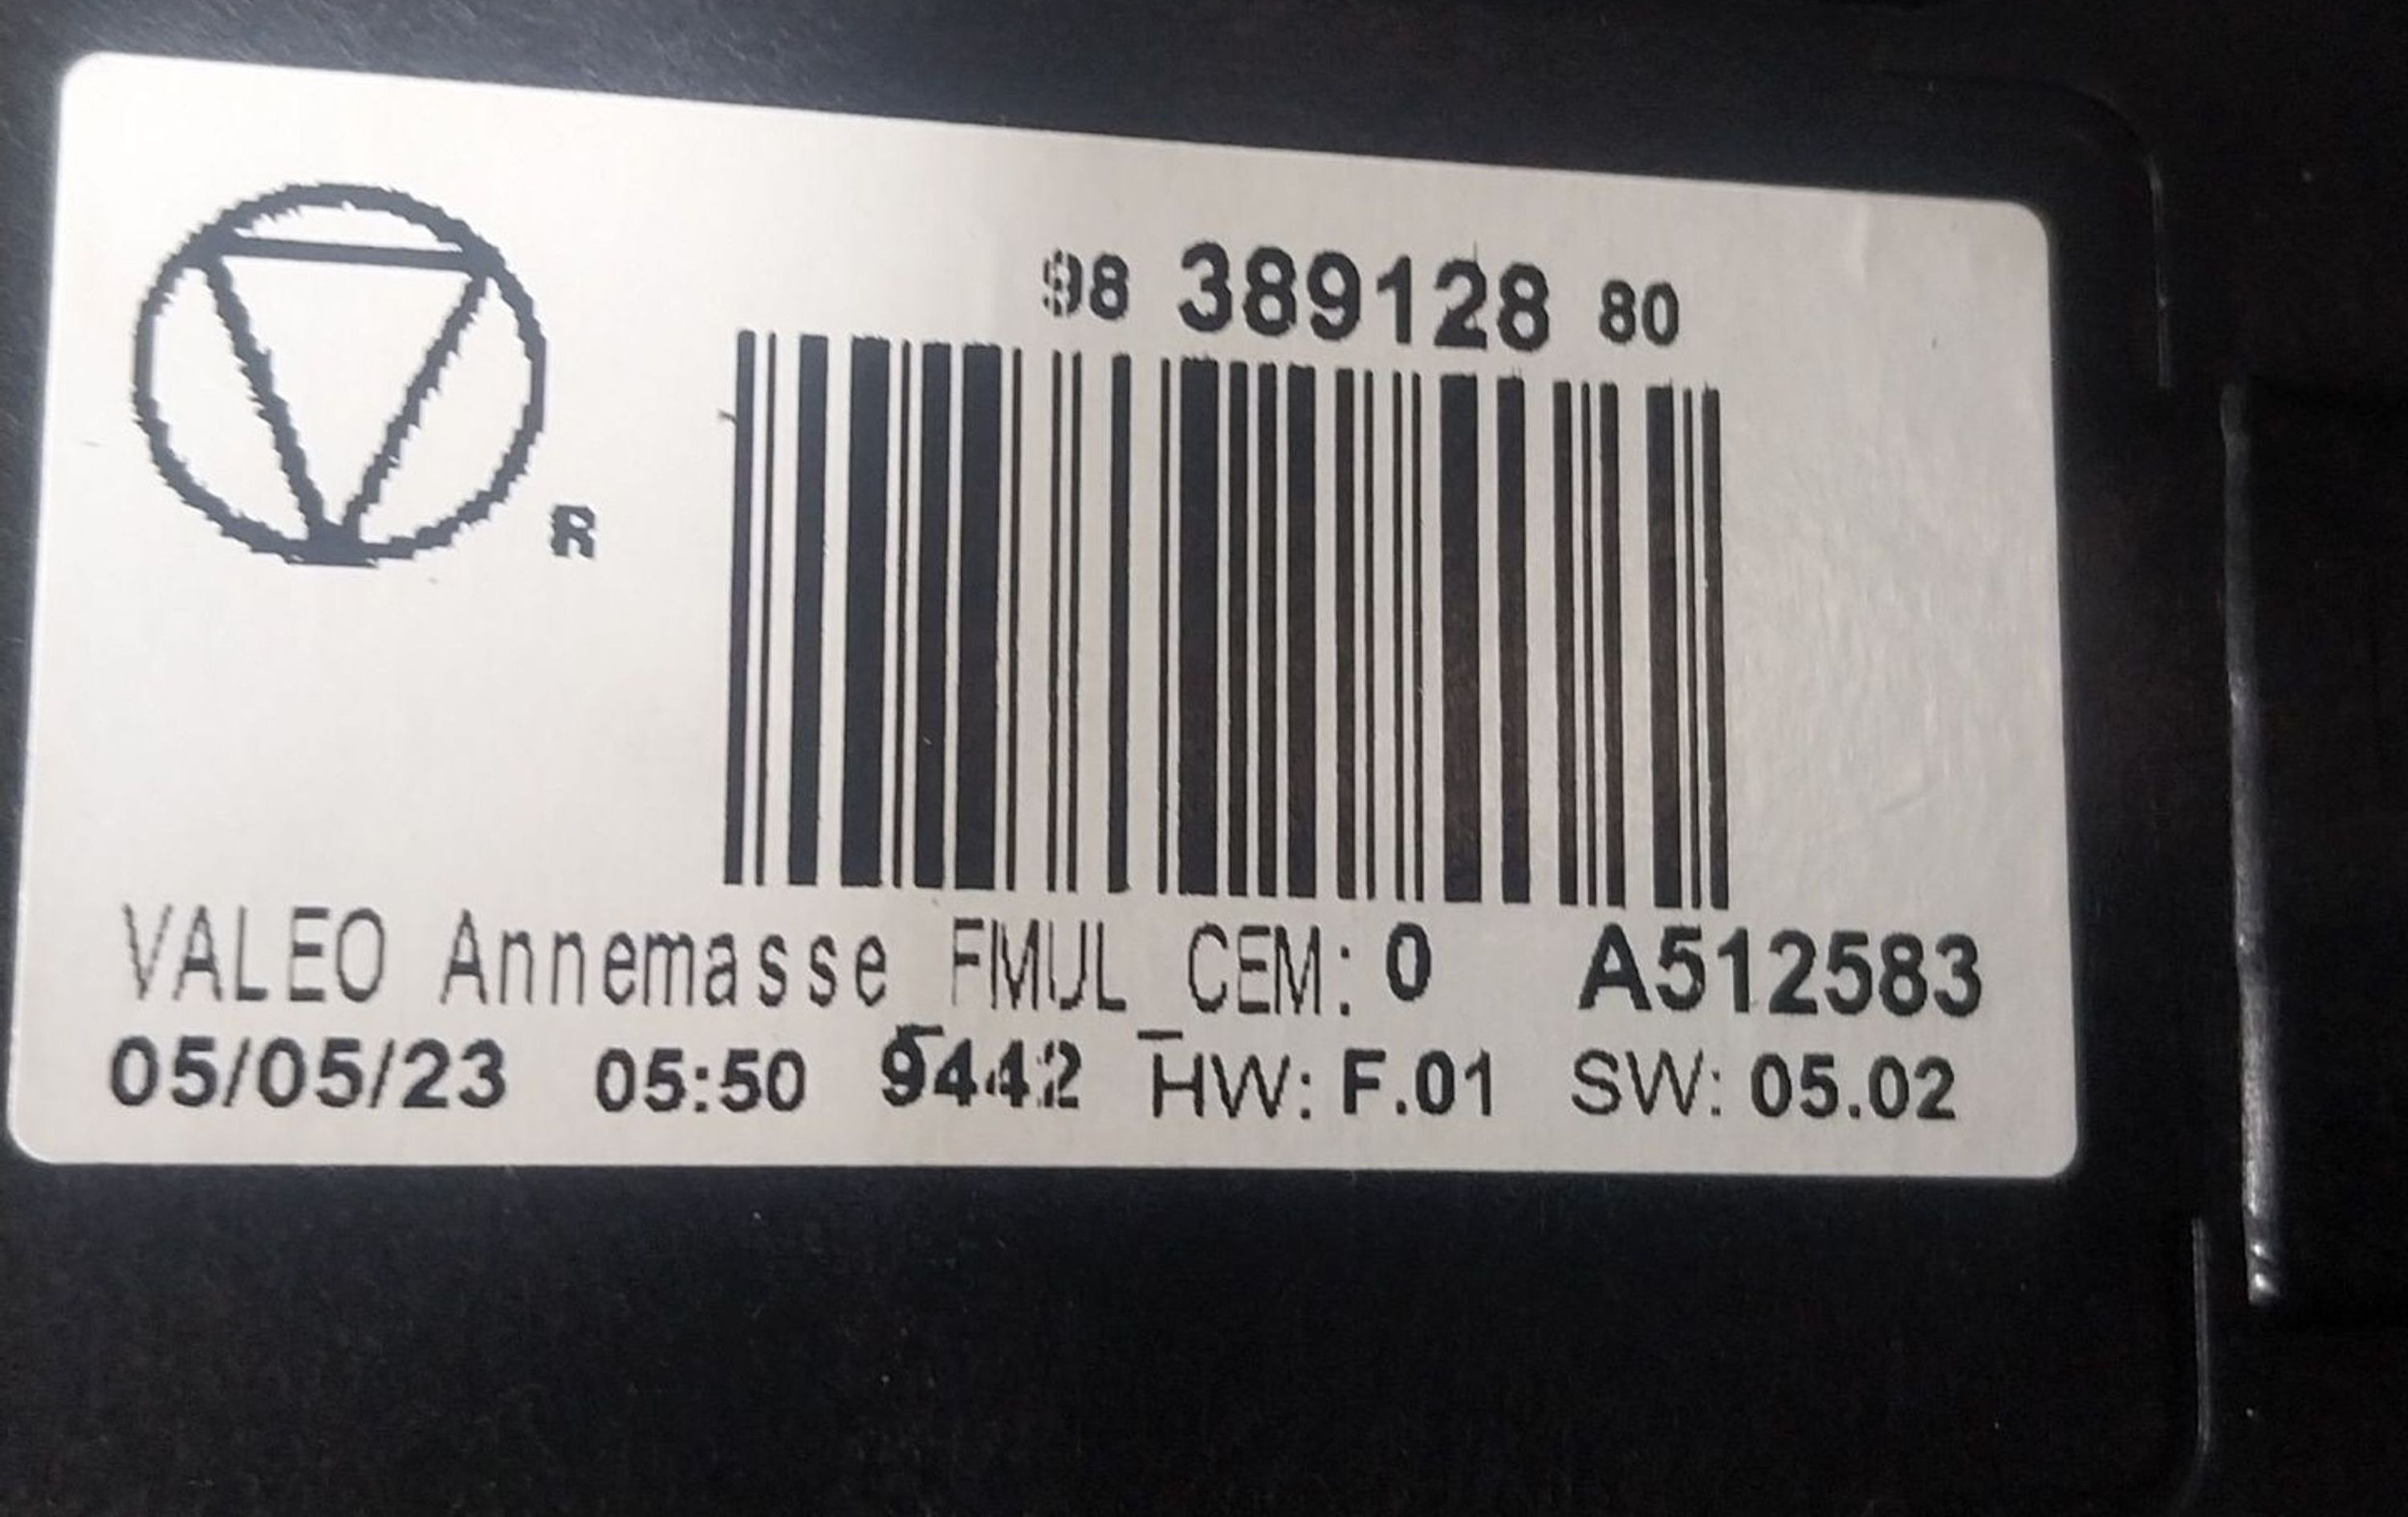 98 389128 80
R
VALEO Annemasse FMUL_CEM: 0 A512583
05/05/23 05:50 9442 HW: F.01 SW: 05.02